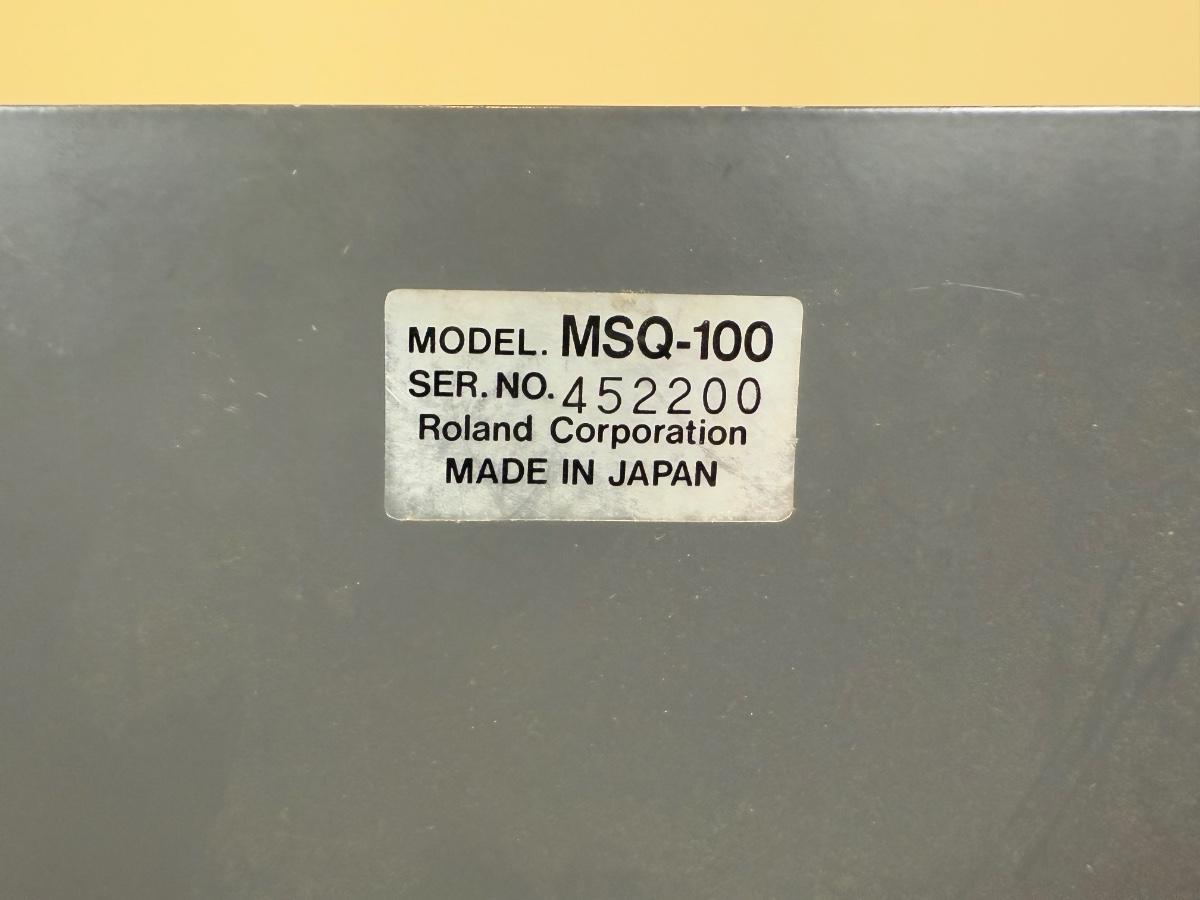 MODEL. MSQ-100
SER. NO. 452200
Roland Corporation
MADE IN JAPAN